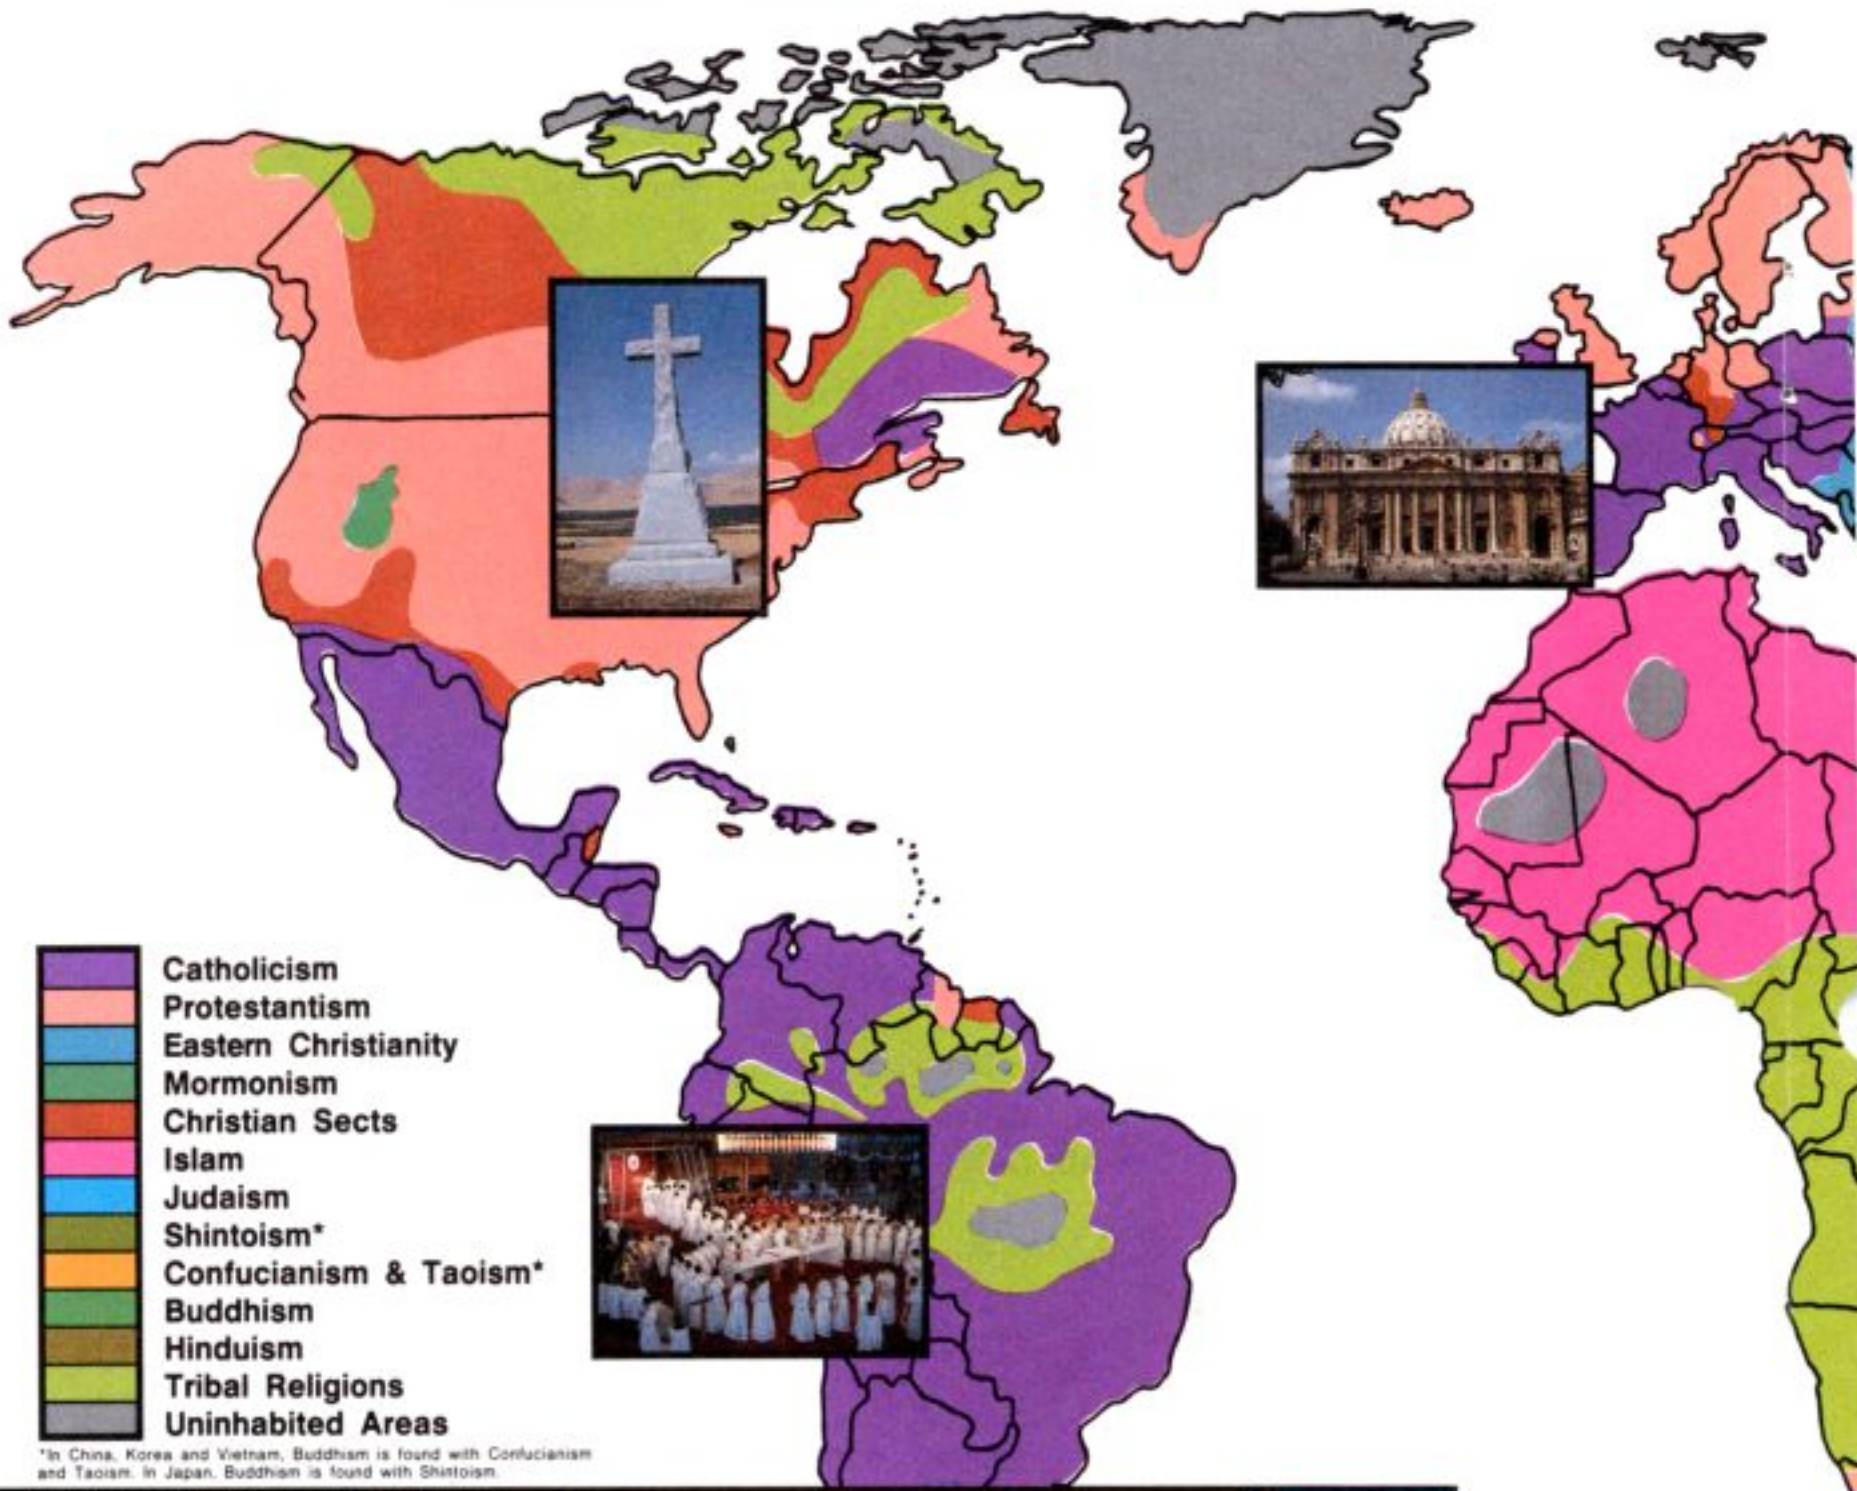 Catholicism
Protestantism
Eastern Christianity
Mormonism
Christian Sects
Islam
Judaism
Shintoism*
Confucianism & Taoism*
Buddhism
Hinduism
Tribal Religions
Uninhabited Areas
*In China, Korea and Vietnam, Buddhism is found with Confucianism
and Taoism. In Japan, Buddhism is found with Shintoism.